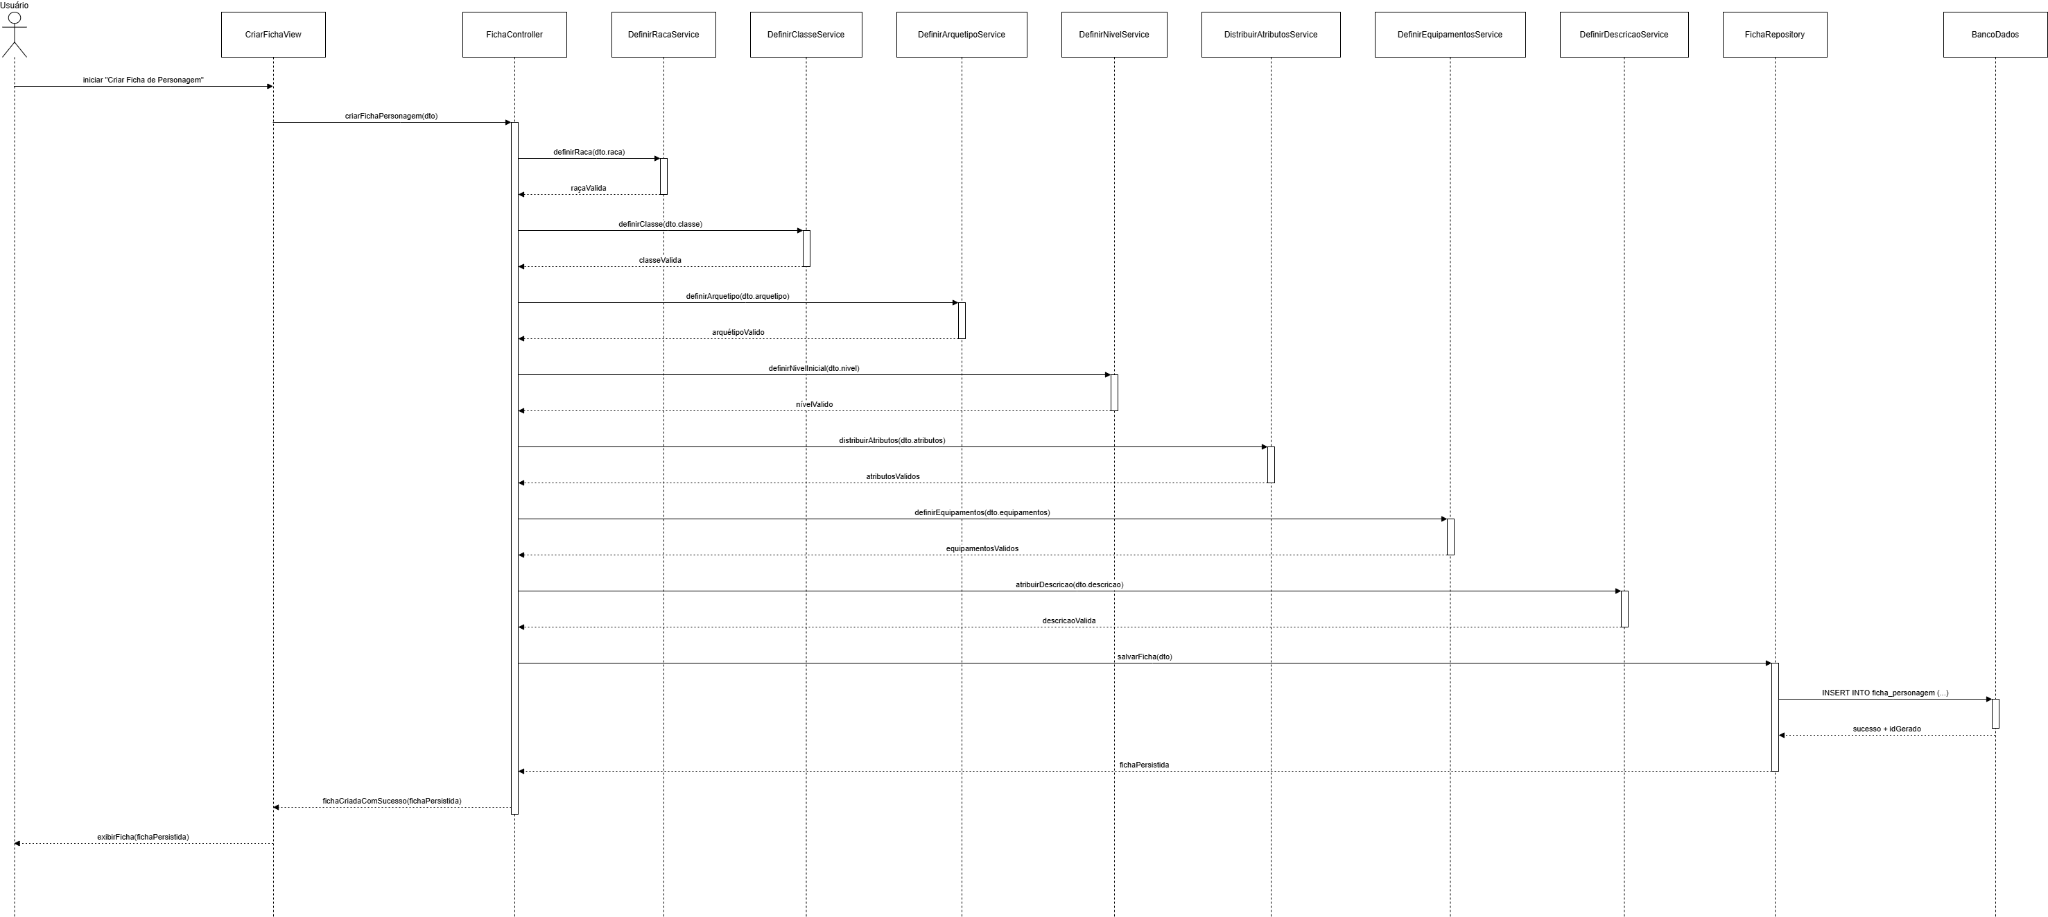 Usuário
CriarFichaView
FichaController
DefinirRacaService
DefinirClasseService
DefinirArquetipoService
DefinirNivelService
DistribuirAtributosService
DefinirEquipamentosService
DefinirDescricaoService
FichaRepository
BancoDados
iniciar "Criar Ficha de Personagem"
criarFichaPersonagem(dto)
definirRaca(dto.raca)
raçaValida
definirClasse(dto.classe)
classeValida
definirArquetipo(dto.arquetipo)
arquétipoValido
definirNivelInicial(dto.nivel)
nívelValido
distribuirAtributos(dto.atributos)
atributosValidos
definirEquipamentos(dto.equipamentos)
equipamentosValidos
atribuirDescricao(dto.descricao)
descricaoValida
salvarFicha(dto)
INSERT INTO ficha_personagem (...)
sucesso + idGerado
fichaPersistida
fichaCriadaComSucesso(fichaPersistida)
exibirFicha(fichaPersistida)